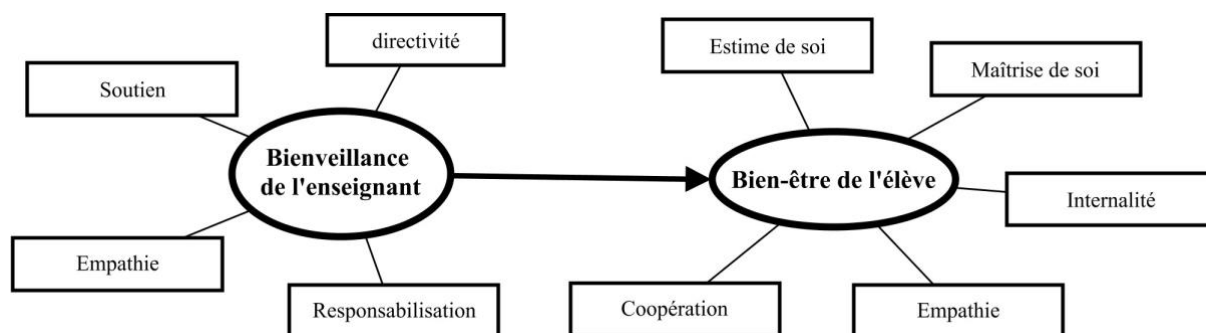 directivité
Soutien
Bienveillance
de l'enseignant
Empathie
Responsabilisation
Estime de soi
Maîtrise de soi
Bien-être de l'élève
Internalité
Coopération
Empathie